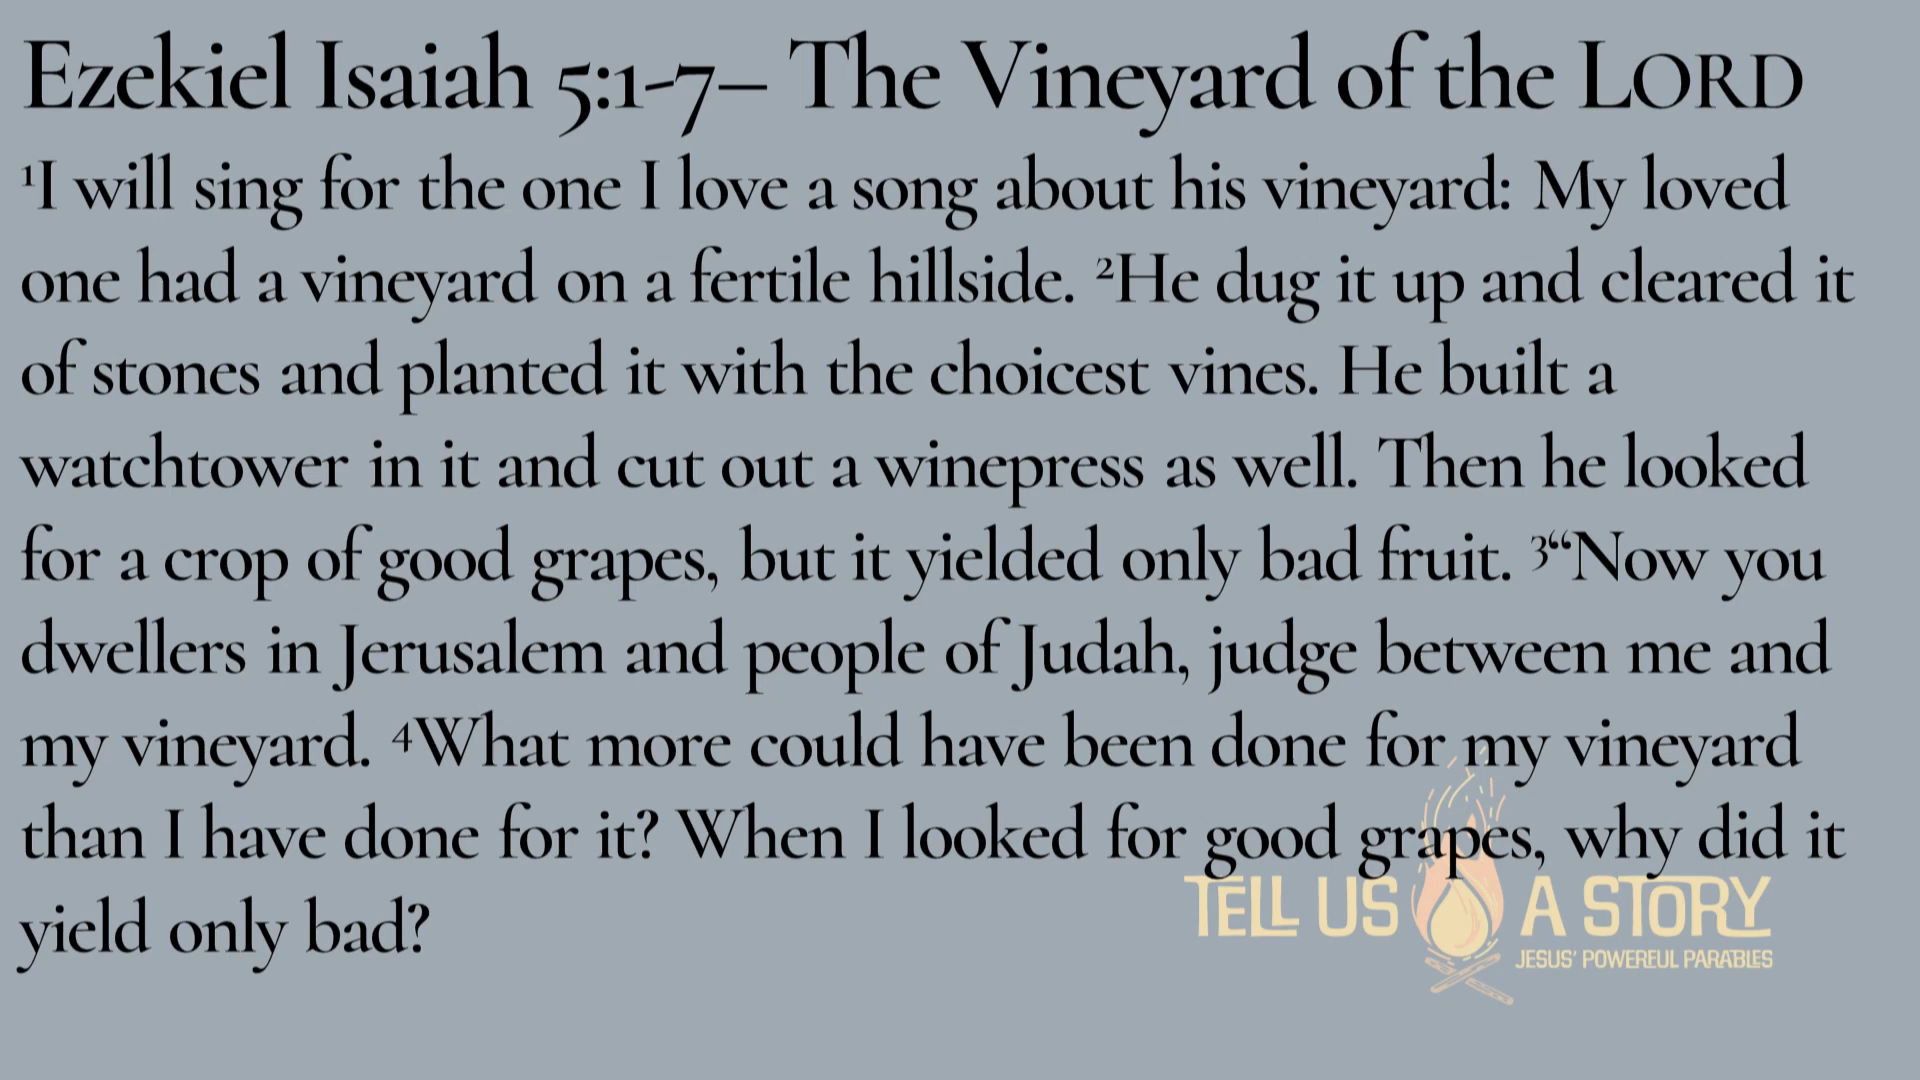 Ezekiel Isaiah 5:1-7– The Vineyard of the LORD
¹I will sing for the one I love a song about his vineyard: My loved
one had a vineyard on a fertile hillside. ²He dug it up and cleared it
of stones and planted it with the choicest vines. He built a
watchtower in it and cut out a winepress as well. Then he looked
for a crop of good grapes, but it yielded only bad fruit. ³“Now you
dwellers in Jerusalem and people of Judah, judge between me and
my vineyard. ⁴What more could have been done for my vineyard
than I have done for it? When I looked for good grapes, why did it
yield only bad?
TELL US A STORY
JESUS' POWERFUL PARABLES